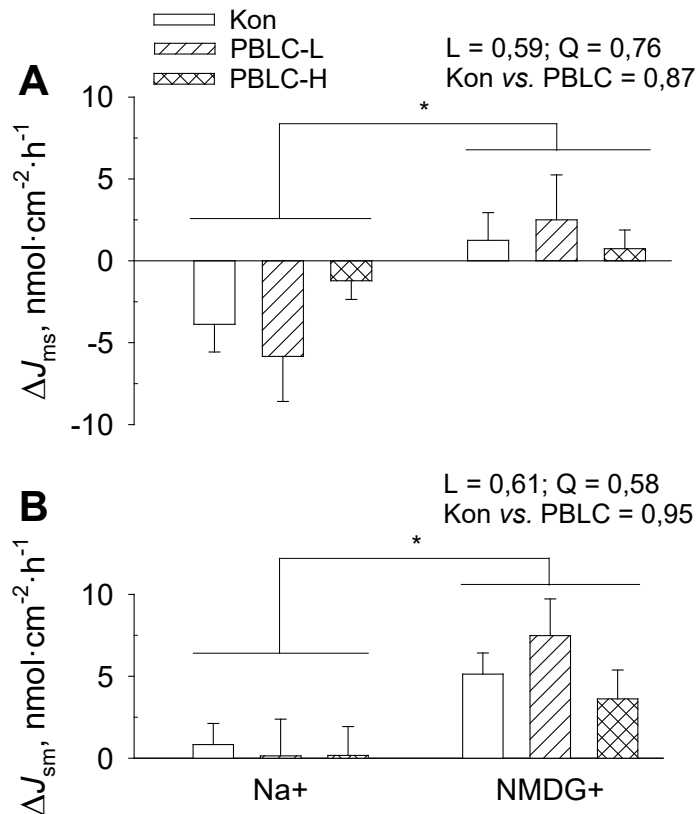 Kon
PBLC-L
PBLC-H
L = 0,59; Q = 0,76
Kon vs. PBLC = 0,87
A
10
5
0
-5
-10
ΔJms, nmol·cm-2·h-1
*
L = 0,61; Q = 0,58
Kon vs. PBLC = 0,95
B
10
5
0
ΔJsm, nmol·cm-2·h-1
*
Na+
NMDG+